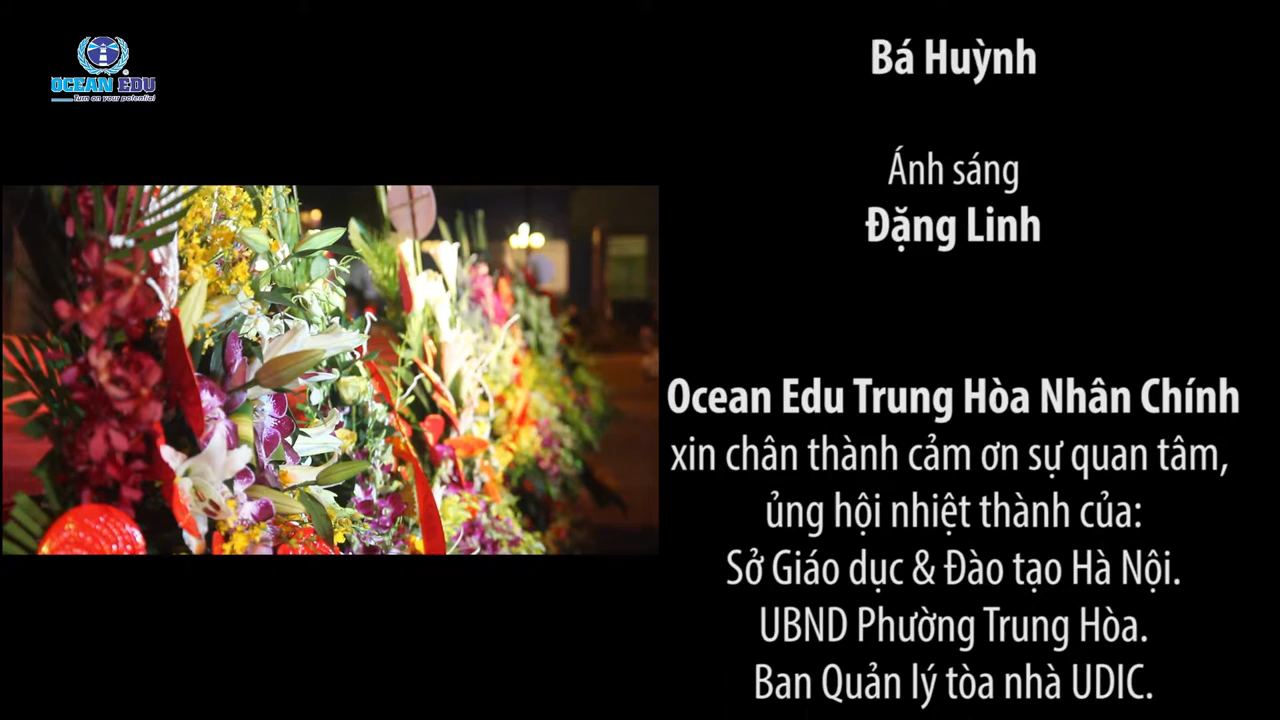 OCEAN EDU
Turn on your potential
Bá Huỳnh
Ánh sáng
Đặng Linh
Ocean Edu Trung Hòa Nhân Chính
xin chân thành cảm ơn sự quan tâm,
ủng hội nhiệt thành của:
Sở Giáo dục & Đào tạo Hà Nội.
UBND Phường Trung Hòa.
Ban Quản lý tòa nhà UDIC.